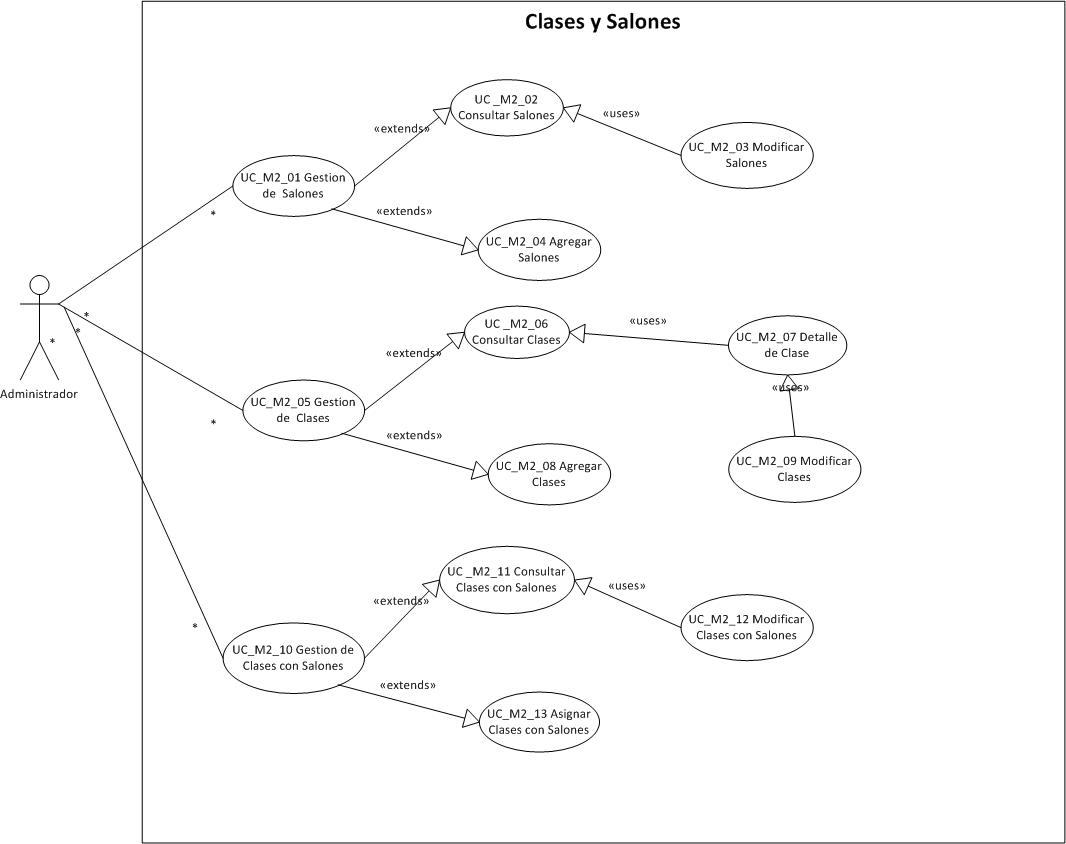 Clases y Salones
UC _M2_02
Consultar Salones
«uses»
«extends»
UC_M2_03 Modificar
Salones
UC_M2_01 Gestion
de  Salones
*
«extends»
UC_M2_04 Agregar
Salones
*
*
*
Administrador
UC _M2_06
Consultar Clases
«uses»
UC_M2_07 Detalle
de Clase
«extends»
«uses»
UC_M2_05 Gestion
de  Clases
*
«extends»
UC_M2_08 Agregar
Clases
UC_M2_09 Modificar
Clases
UC _M2_11 Consultar
Clases con Salones
«uses»
«extends»
UC_M2_12 Modificar
Clases con Salones
*
UC_M2_10 Gestion de
Clases con Salones
«extends»
UC_M2_13 Asignar
Clases con Salones